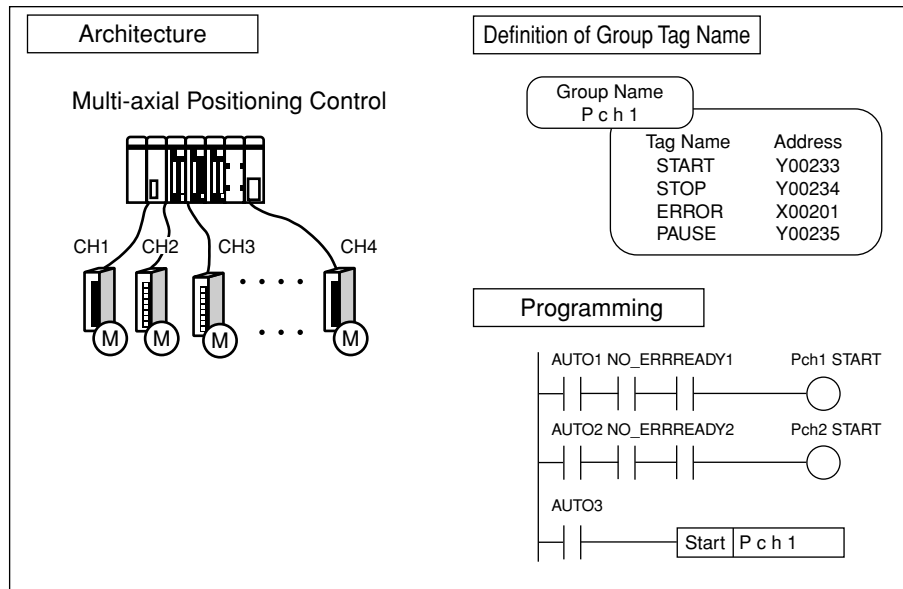 Architecture
Multi-axial Positioning Control
CH1 CH2 CH3 CH4
M M M M
Definition of Group Tag Name
Group Name
P c h 1
Tag Name Address
START Y00233
STOP Y00234
ERROR X00201
PAUSE Y00235
Programming
AUTO1 NO_ERRREADY1 Pch1 START
AUTO2 NO_ERRREADY2 Pch2 START
AUTO3
Start P c h 1